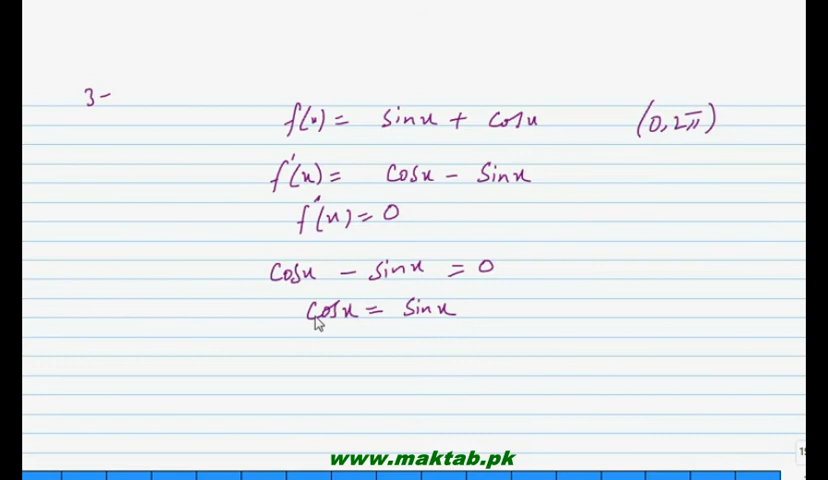 3-
f(x) = sinx + cosx (0, 2π)
f'(x) = cosx - sinx
f'(x) = 0
cosx - sinx = 0
cosx = sinx
www.maktab.pk